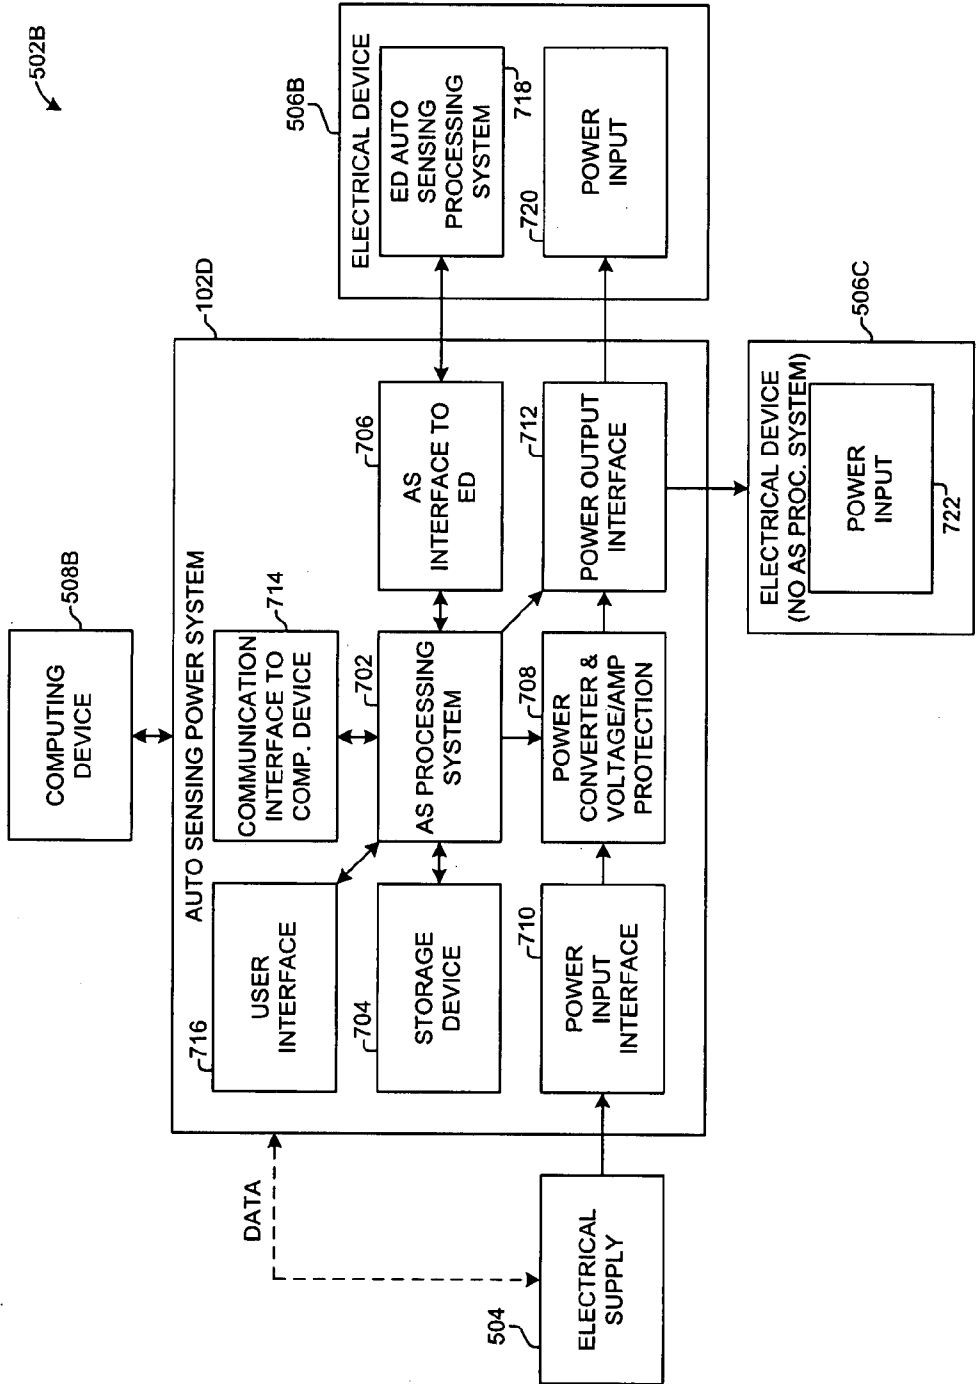 502B
COMPUTING
DEVICE
508B
102D
AUTO SENSING POWER SYSTEM
716
USER
INTERFACE
COMMUNICATION
INTERFACE TO
COMP. DEVICE
714
704
STORAGE
DEVICE
702
AS PROCESSING
SYSTEM
706
AS
INTERFACE TO
ED
710
POWER
INPUT
INTERFACE
708
POWER
CONVERTER &
VOLTAGE/AMP
PROTECTION
712
POWER OUTPUT
INTERFACE
DATA
504
ELECTRICAL
SUPPLY
506B
ELECTRICAL DEVICE
ED AUTO
SENSING
PROCESSING
SYSTEM
718
720
POWER
INPUT
506C
ELECTRICAL DEVICE
(NO AS PROC. SYSTEM)
POWER
INPUT
722